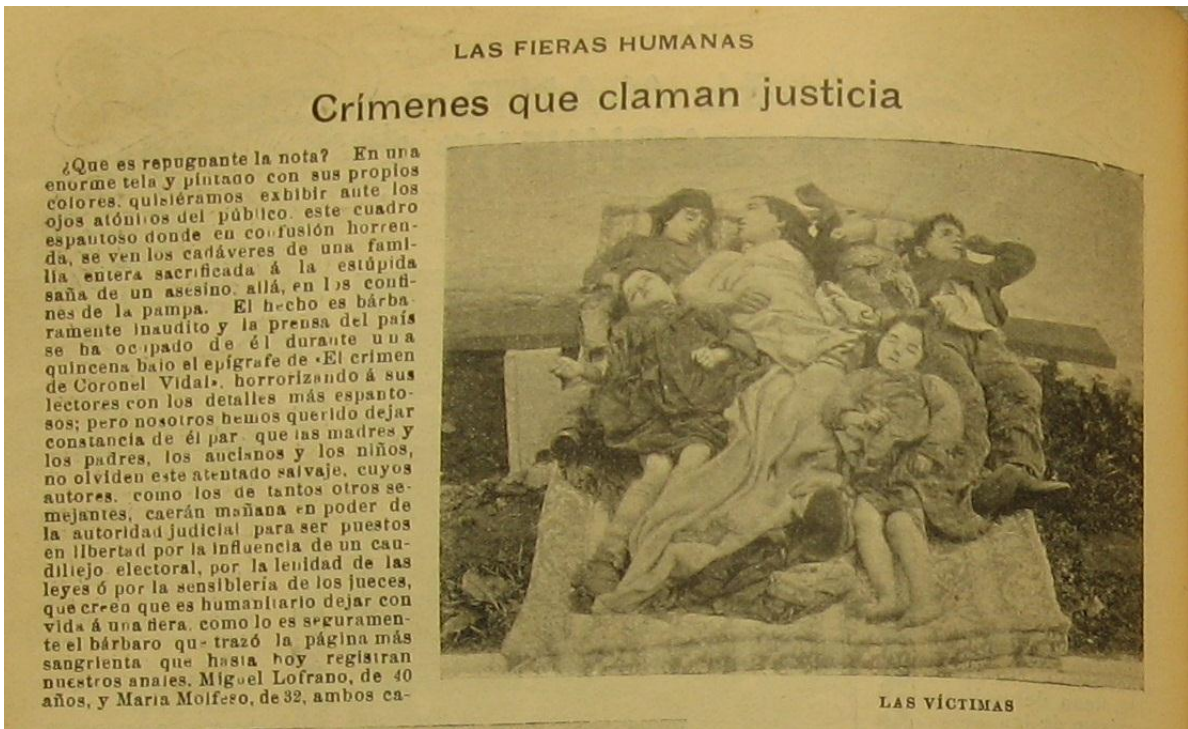 LAS FIERAS HUMANAS
Crímenes que claman justicia
¿Que es repugnante la nota? En una
enorme tela y pintado con sus propios
colores, quisiéramos exhibir ante los
ojos atónitos del público, este cuadro
espantoso donde en confusión horren-
da, se ven los cadáveres de una fami-
lia entera sacrificada á la estúpida
saña de un asesino, allá, en los confi-
nes de la pampa. El hecho es bárba-
ramente inaudito y la prensa del país
se ha ocupado de él durante una
quincena bajo el epígrafe de «El crimen
de Coronel Vidal», horrorizando á sus
lectores con los detalles más espanto-
sos; pero nosotros hemos querido dejar
constancia de él par que las madres y
los padres, los ancianos y los niños,
no olviden este atentado salvaje, cuyos
autores, como los de tantos otros se-
mejantes, caerán mañana en poder de
la autoridad judicial para ser puestos
en libertad por la influencia de un cau-
dillejo electoral, por la lenidad de las
leyes ó por la sensiblería de los jueces,
que creen que es humanitario dejar con
vida á una fiera, como lo es seguramen-
te el bárbaro que trazó la página más
sangrienta que hasta hoy registran
nuestros anales. Miguel Lofrano, de 40
años, y María Molfeso, de 32, ambos ca-
LAS VÍCTIMAS